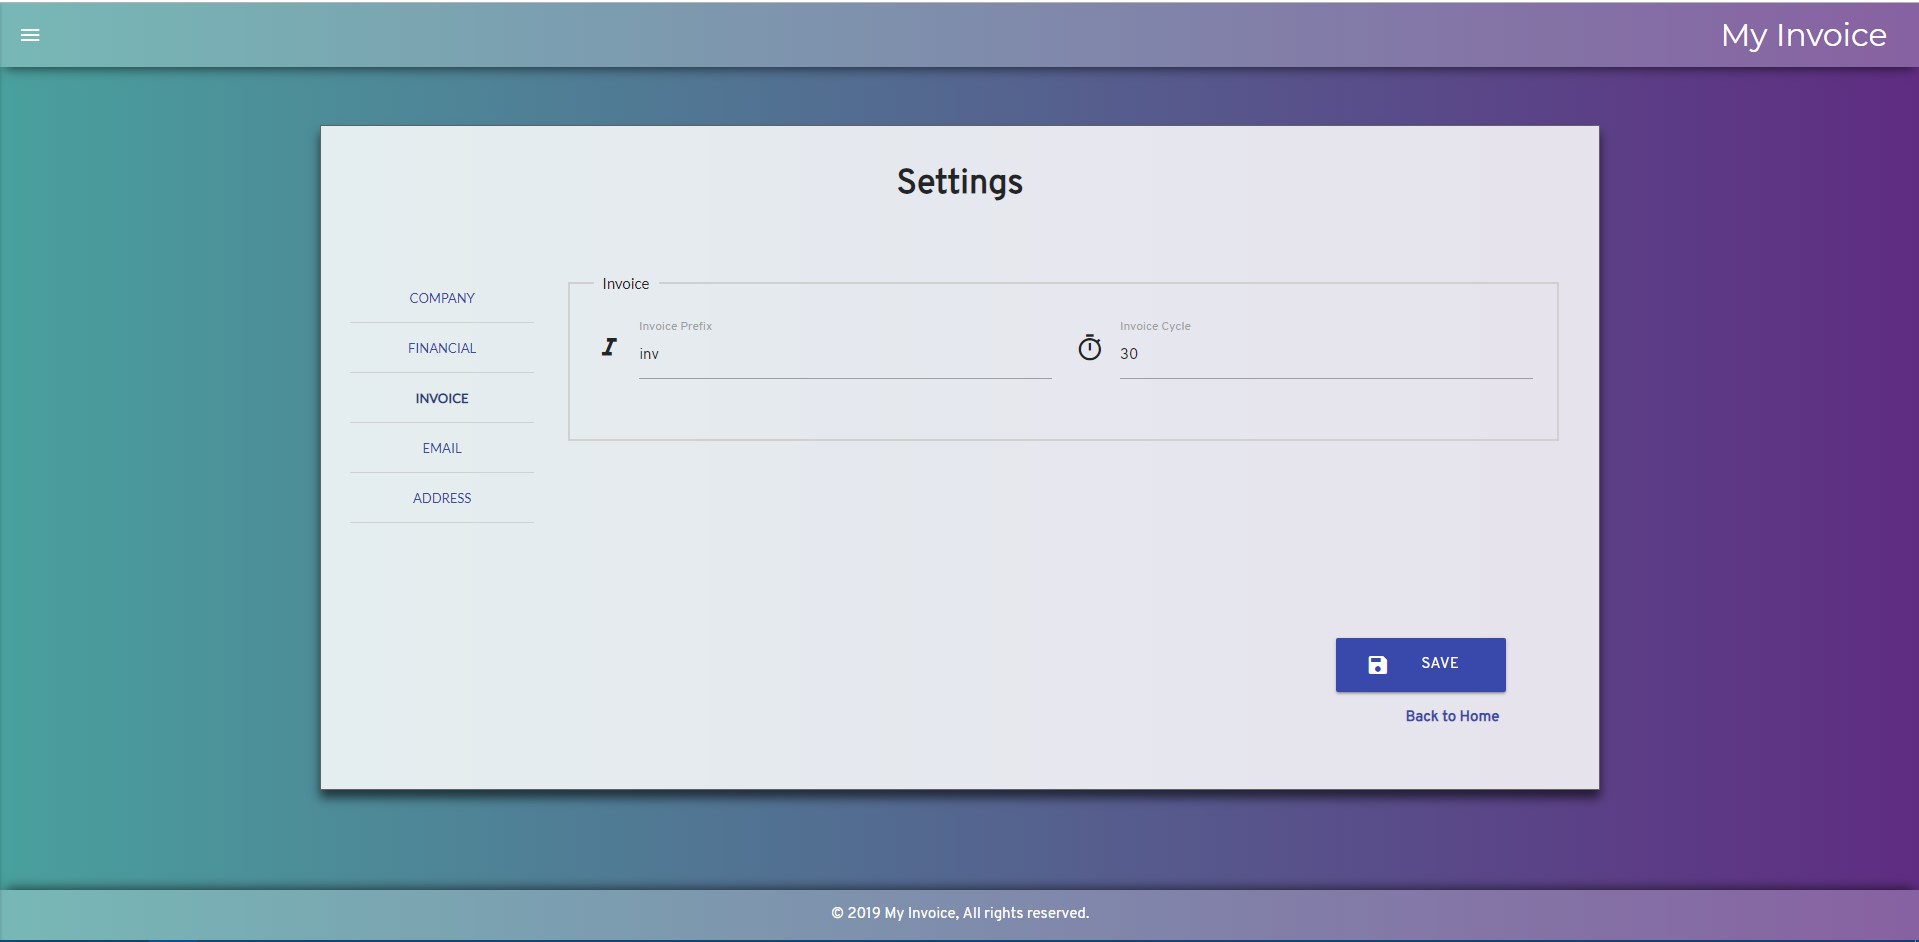 My Invoice
Settings
COMPANY
FINANCIAL
INVOICE
EMAIL
ADDRESS
Invoice
Invoice Prefix
inv
Invoice Cycle
30
SAVE
Back to Home
© 2019 My Invoice, All rights reserved.